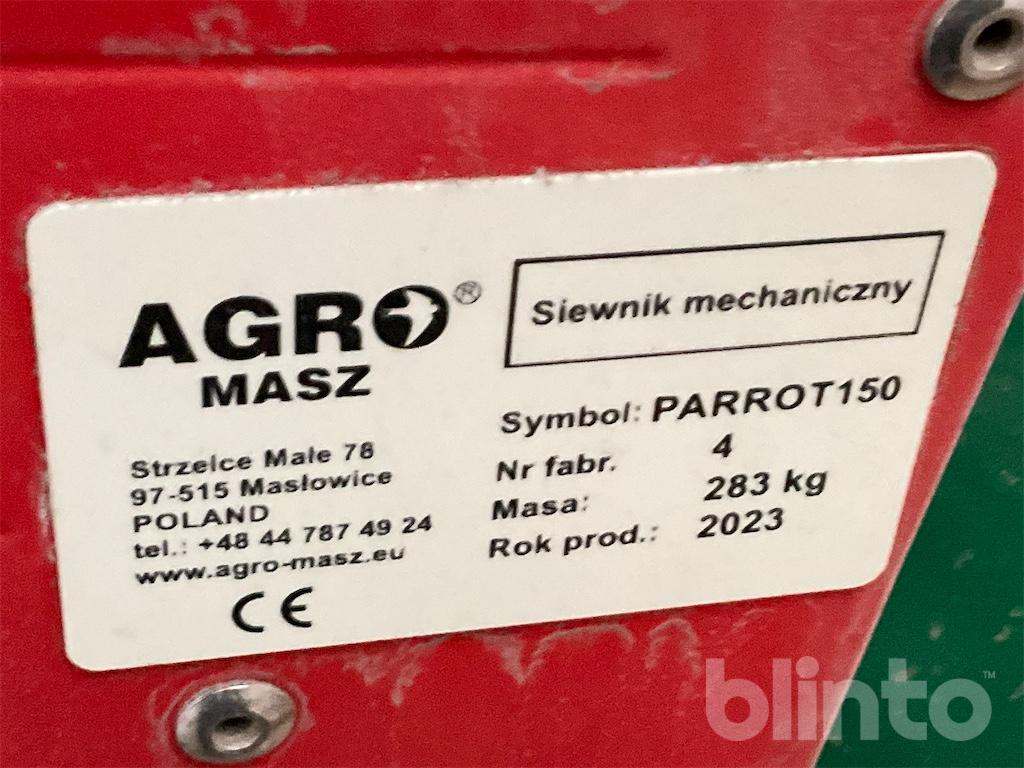 AGRO®
MASZ
Strzelce Małe 78
97-515 Masłowice
POLAND
tel.: +48 44 787 49 24
www.agro-masz.eu
CE
Siewnik mechaniczny
Symbol: PARROT150
Nr fabr. 4
Masa: 283 kg
Rok prod.: 2023
blinto™